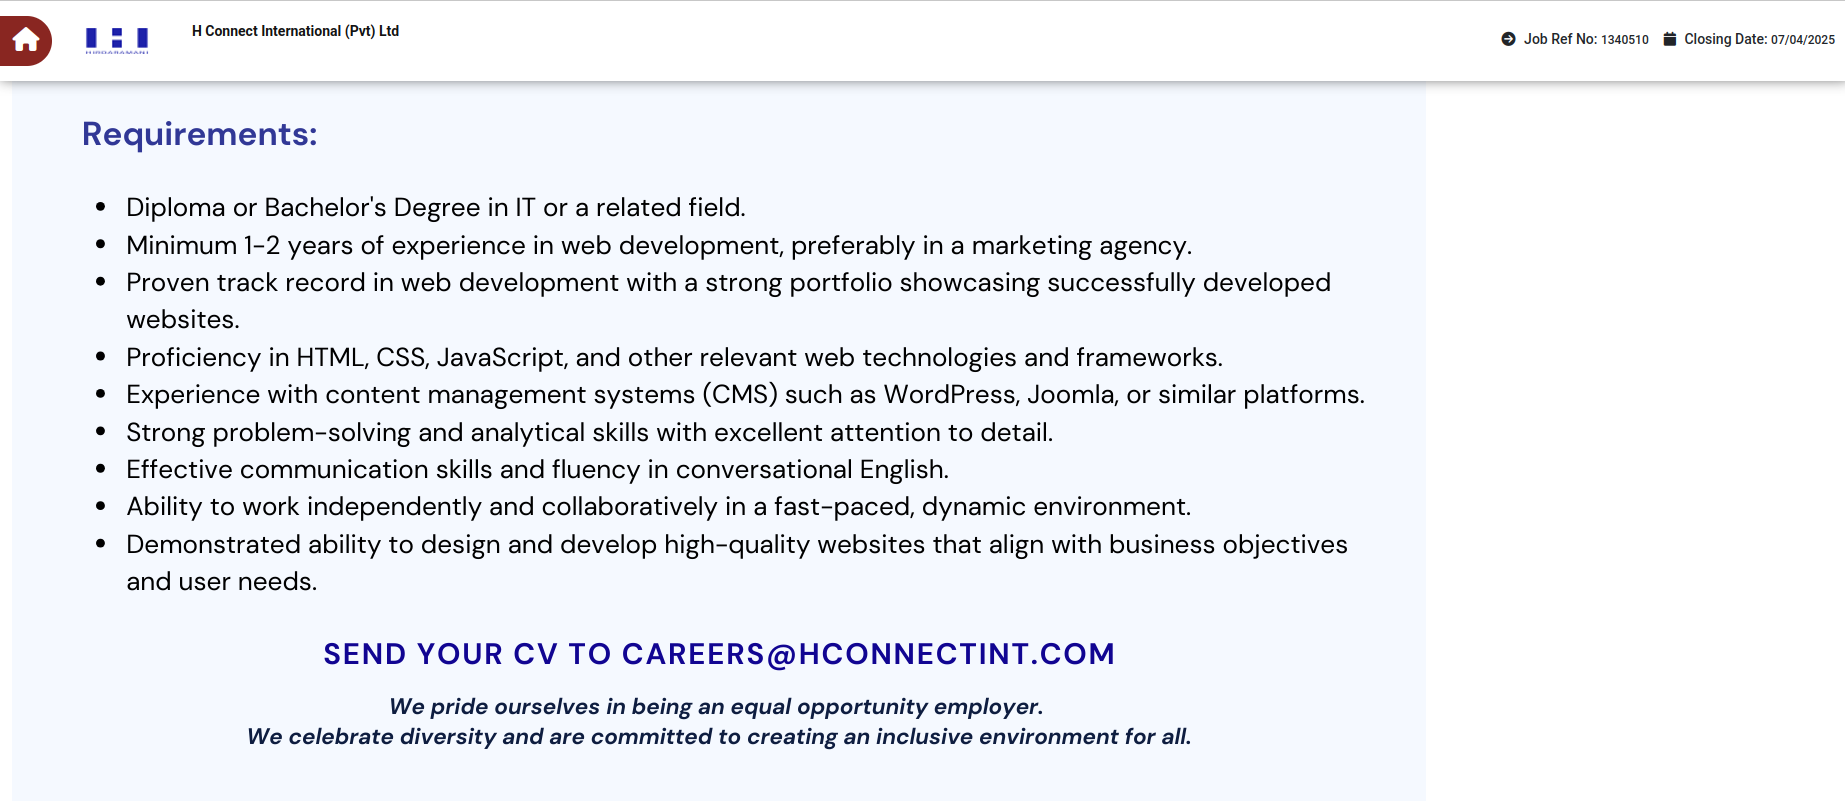 H Connect International (Pvt) Ltd
HIRDARAMANI
Job Ref No: 1340510
Closing Date: 07/04/2025
Requirements:
Diploma or Bachelor's Degree in IT or a related field.
Minimum 1-2 years of experience in web development, preferably in a marketing agency.
Proven track record in web development with a strong portfolio showcasing successfully developed
websites.
Proficiency in HTML, CSS, JavaScript, and other relevant web technologies and frameworks.
Experience with content management systems (CMS) such as WordPress, Joomla, or similar platforms.
Strong problem-solving and analytical skills with excellent attention to detail.
Effective communication skills and fluency in conversational English.
Ability to work independently and collaboratively in a fast-paced, dynamic environment.
Demonstrated ability to design and develop high-quality websites that align with business objectives
and user needs.
SEND YOUR CV TO CAREERS@HCONNECTINT.COM
We pride ourselves in being an equal opportunity employer.
We celebrate diversity and are committed to creating an inclusive environment for all.